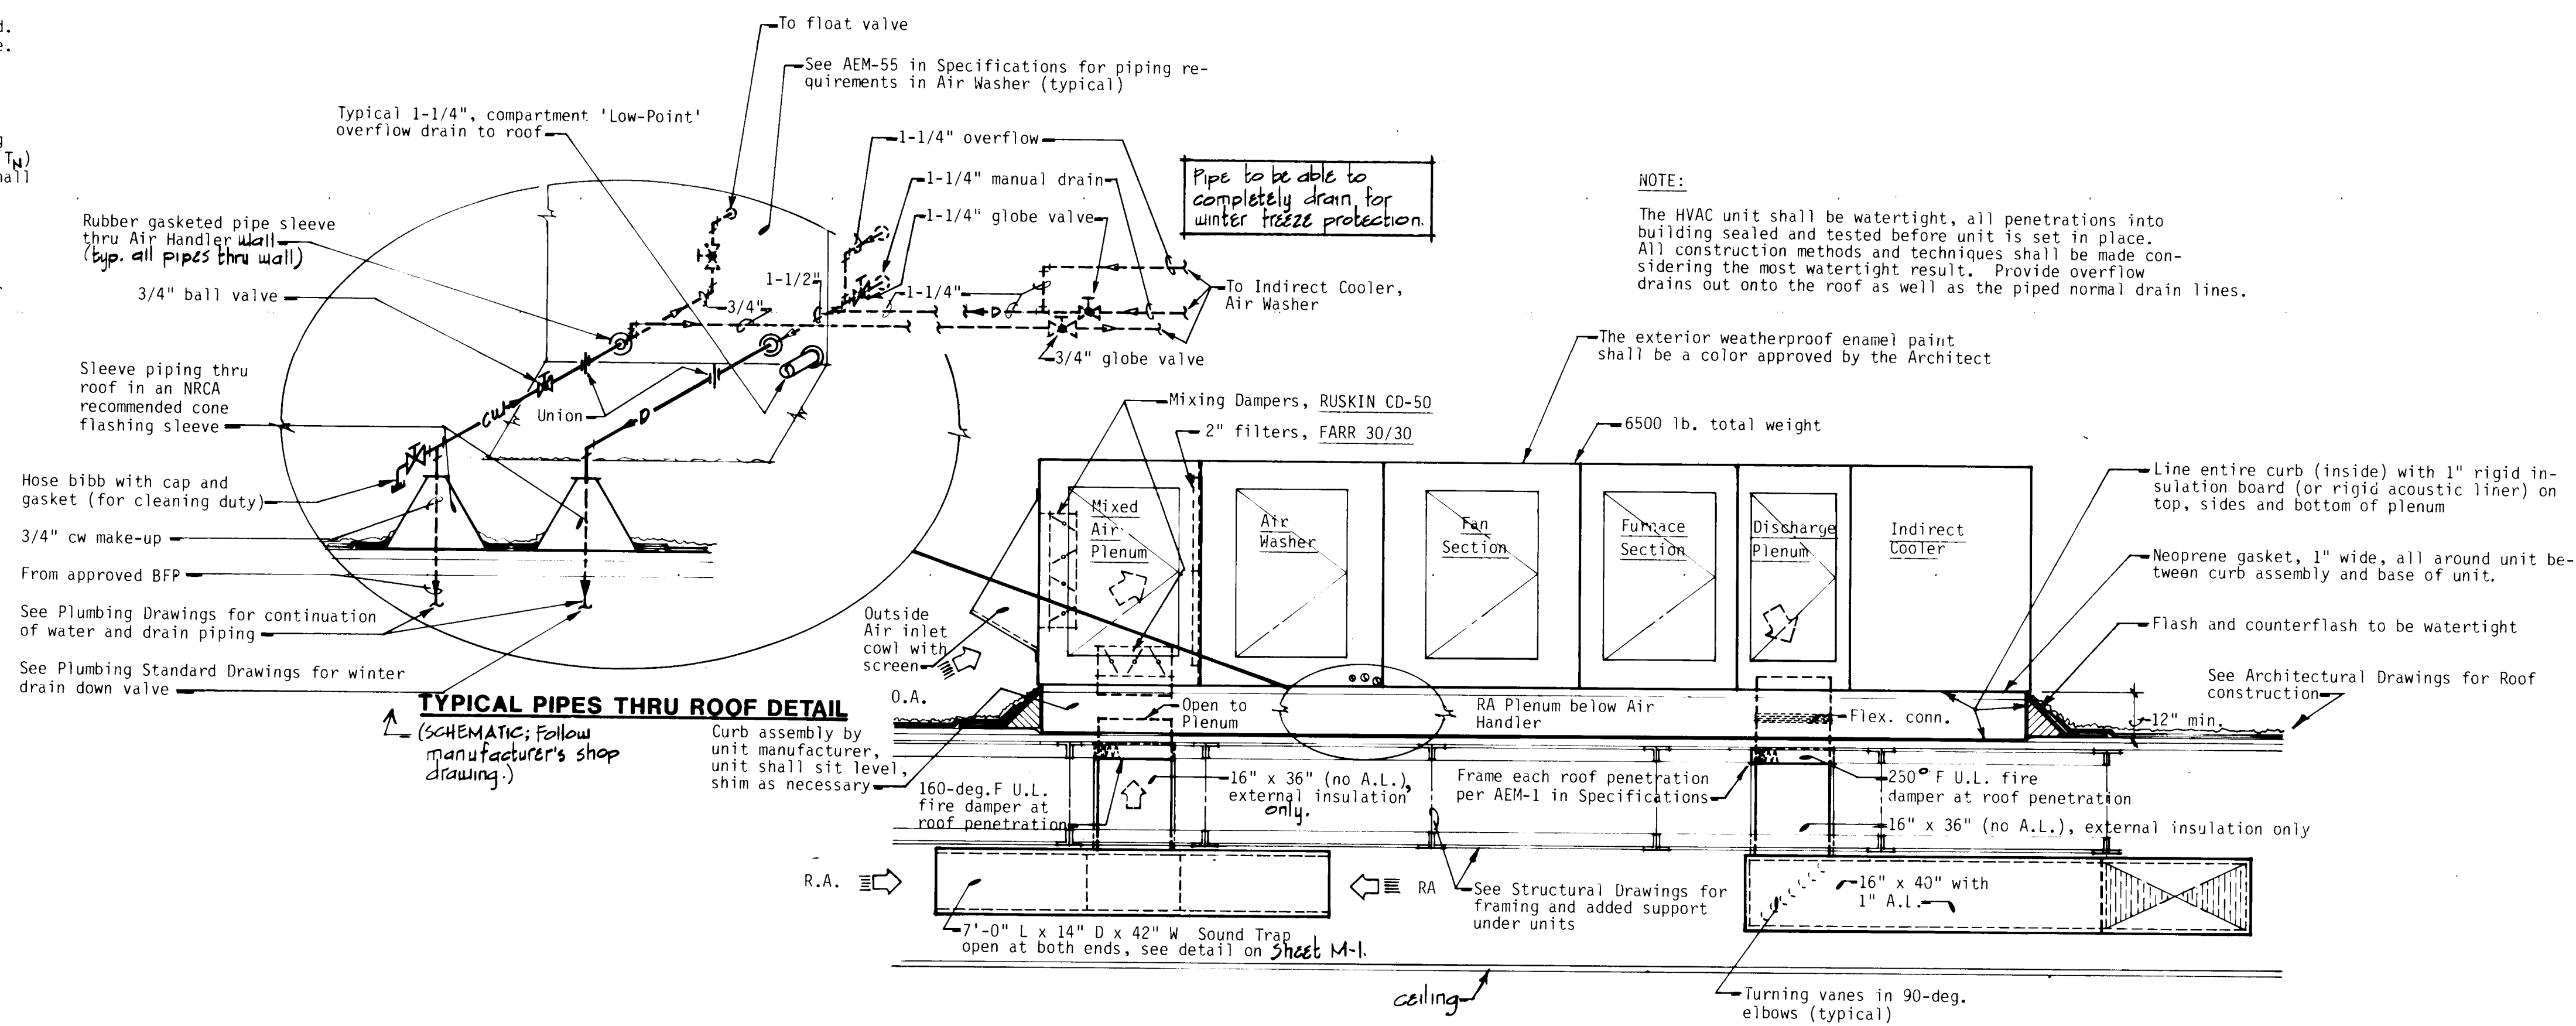 d.
e.
g
TN)
hall
To float valve
See AEM-55 in Specifications for piping re-
quirements in Air Washer (typical)
Typical 1-1/4", compartment 'Low-Point'
overflow drain to roof
1-1/4" overflow
1-1/4" manual drain
1-1/4" globe valve
Pipe to be able to
completely drain for
winter freeze protection.
NOTE:
The HVAC unit shall be watertight, all penetrations into
building sealed and tested before unit is set in place.
All construction methods and techniques shall be made con-
sidering the most watertight result. Provide overflow
drains out onto the roof as well as the piped normal drain lines.
Rubber gasketed pipe sleeve
thru Air Handler wall
(typ. all pipes thru wall)
3/4" ball valve
1-1/2"
1-1/4"
3/4"
D
To Indirect Cooler,
Air Washer
3/4" globe valve
Sleeve piping thru
roof in an NRCA
recommended cone
flashing sleeve
CW
Union
D
Hose bibb with cap and
gasket (for cleaning duty)
3/4" cw make-up
From approved BFP
See Plumbing Drawings for continuation
of water and drain piping
See Plumbing Standard Drawings for winter
drain down valve
TYPICAL PIPES THRU ROOF DETAIL
(SCHEMATIC; Follow
manufacturer's shop
drawing.)
The exterior weatherproof enamel paint
shall be a color approved by the Architect
Mixing Dampers, RUSKIN CD-50
2" filters, FARR 30/30
6500 lb. total weight
Mixed
Air
Plenum
Air
Washer
Fan
Section
Furnace
Section
Discharge
Plenum
Indirect
Cooler
Line entire curb (inside) with 1" rigid in-
sulation board (or rigid acoustic liner) on
top, sides and bottom of plenum
Neoprene gasket, 1" wide, all around unit be-
tween curb assembly and base of unit.
Flash and counterflash to be watertight
See Architectural Drawings for Roof
construction
12" min.
Outside
Air inlet
cowl with
screen
O.A.
Open to
Plenum
RA Plenum below Air
Handler
Flex. conn.
Curb assembly by
unit manufacturer,
unit shall sit level,
shim as necessary
160-deg.F U.L.
fire damper at
roof penetration
16" x 36" (no A.L.),
external insulation
only.
Frame each roof penetration
per AEM-1 in Specifications
250° F U.L. fire
damper at roof penetration
16" x 36" (no A.L.), external insulation only
R.A.
RA
See Structural Drawings for
framing and added support
under units
16" x 40" with
1" A.L.
7'-0" L x 14" D x 42" W Sound Trap
open at both ends, see detail on Sheet M-1.
ceiling
Turning vanes in 90-deg.
elbows (typical)